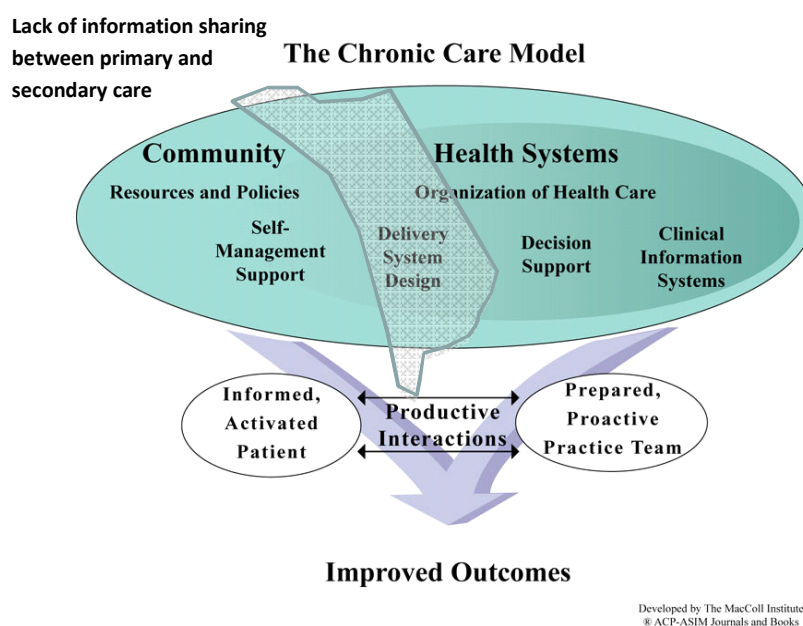 Lack of information sharing
between primary and
secondary care
The Chronic Care Model
Community
Health Systems
Resources and Policies
Organization of Health Care
Self-
Management
Support
Delivery
System
Design
Decision
Support
Clinical
Information
Systems
Informed,
Activated
Patient
Productive
Interactions
Prepared,
Proactive
Practice Team
Improved Outcomes
Developed by The MacColl Institute
® ACP-ASIM Journals and Books